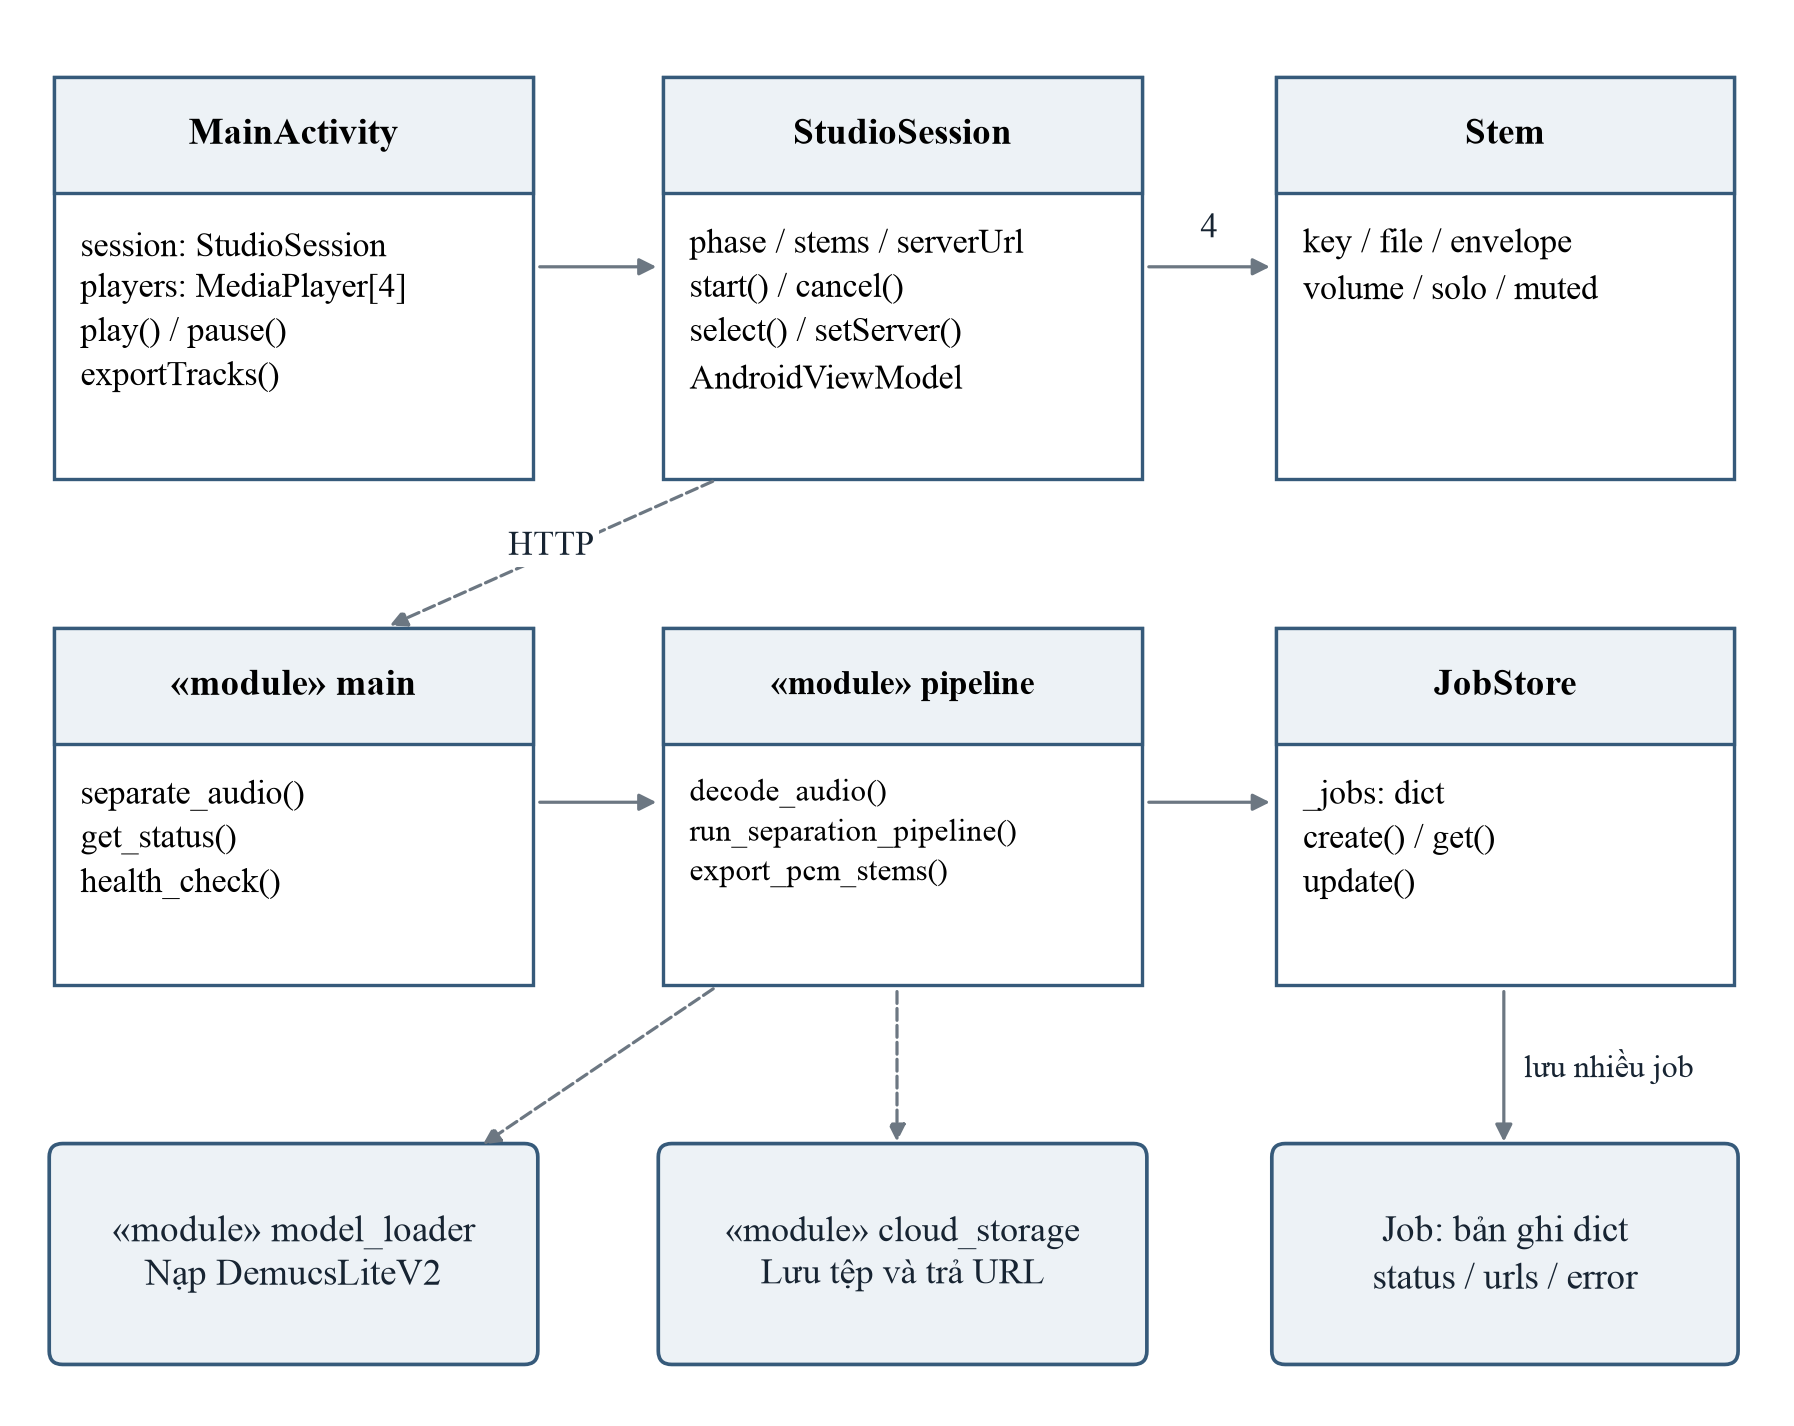 MainActivity
session: StudioSession
players: MediaPlayer[4]
play() / pause()
exportTracks()
StudioSession
phase / stems / serverUrl
start() / cancel()
select() / setServer()
AndroidViewModel
4
Stem
key / file / envelope
volume / solo / muted
HTTP
«module» main
separate_audio()
get_status()
health_check()
«module» pipeline
decode_audio()
run_separation_pipeline()
export_pcm_stems()
JobStore
_jobs: dict
create() / get()
update()
lưu nhiều job
«module» model_loader
Nạp DemucsLiteV2
«module» cloud_storage
Lưu tệp và trả URL
Job: bản ghi dict
status / urls / error